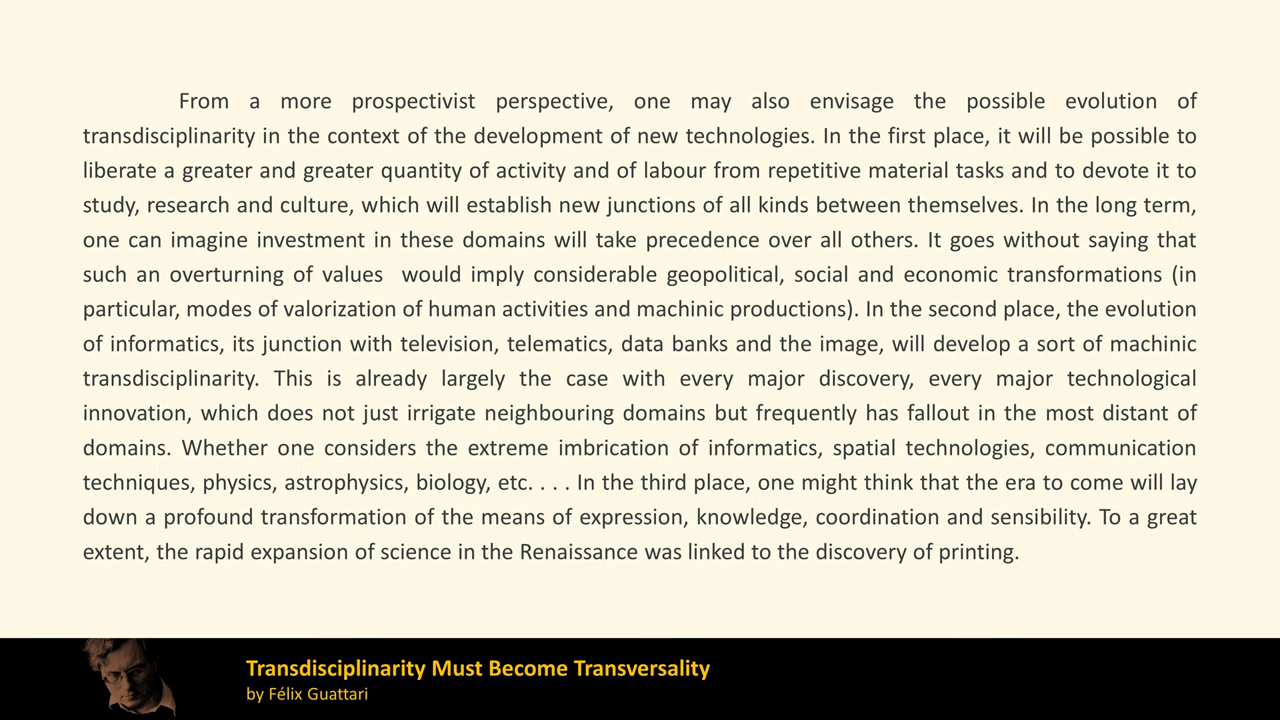 From a more prospectivist perspective, one may also envisage the possible evolution of
transdisciplinarity in the context of the development of new technologies. In the first place, it will be possible to
liberate a greater and greater quantity of activity and of labour from repetitive material tasks and to devote it to
study, research and culture, which will establish new junctions of all kinds between themselves. In the long term,
one can imagine investment in these domains will take precedence over all others. It goes without saying that
such an overturning of values would imply considerable geopolitical, social and economic transformations (in
particular, modes of valorization of human activities and machinic productions). In the second place, the evolution
of informatics, its junction with television, telematics, data banks and the image, will develop a sort of machinic
transdisciplinarity. This is already largely the case with every major discovery, every major technological
innovation, which does not just irrigate neighbouring domains but frequently has fallout in the most distant of
domains. Whether one considers the extreme imbrication of informatics, spatial technologies, communication
techniques, physics, astrophysics, biology, etc. . . . In the third place, one might think that the era to come will lay
down a profound transformation of the means of expression, knowledge, coordination and sensibility. To a great
extent, the rapid expansion of science in the Renaissance was linked to the discovery of printing.
Transdisciplinarity Must Become Transversality
by Félix Guattari